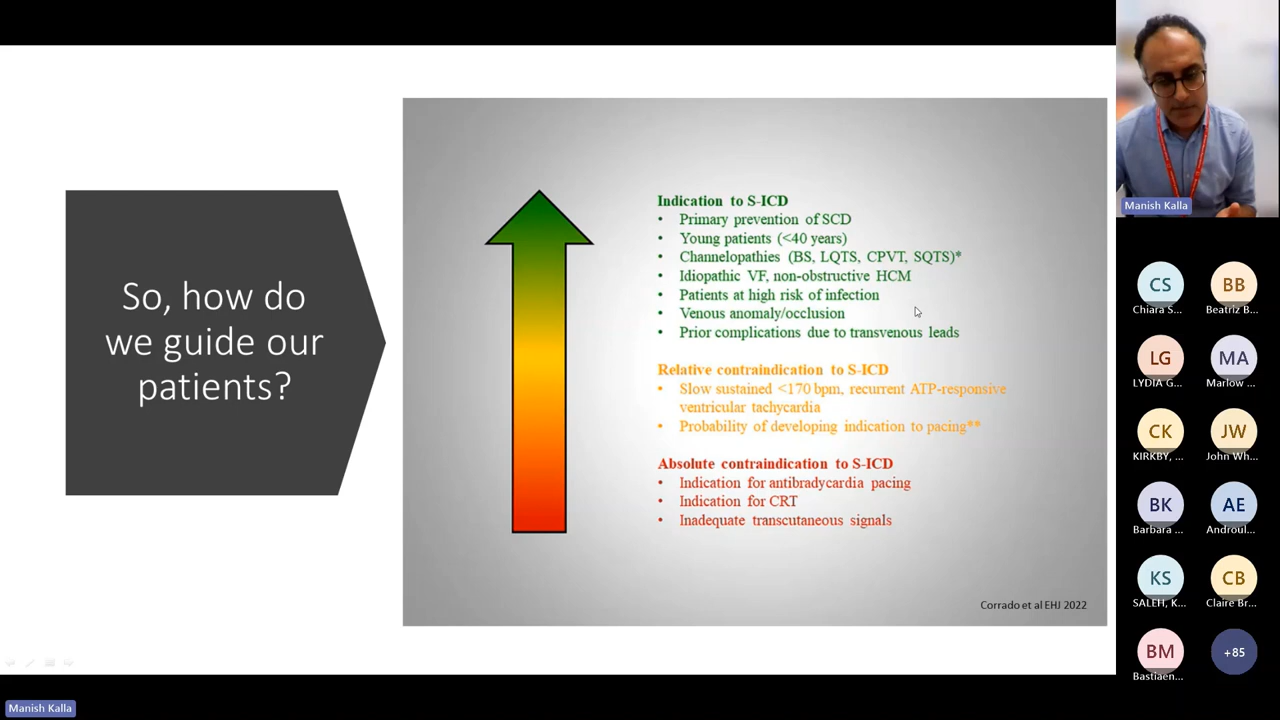 So, how do
we guide our
patients?
Indication to S-ICD
• Primary prevention of SCD
• Young patients (<40 years)
• Channelopathies (BS, LQTS, CPVT, SQTS)*
• Idiopathic VF, non-obstructive HCM
• Patients at high risk of infection
• Venous anomaly/occlusion
• Prior complications due to transvenous leads
Relative contraindication to S-ICD
• Slow sustained <170 bpm, recurrent ATP-responsive
ventricular tachycardia
• Probability of developing indication to pacing**
Absolute contraindication to S-ICD
• Indication for antibradycardia pacing
• Indication for CRT
• Inadequate transcutaneous signals
Corrado et al EHJ 2022
Manish Kalla
CS
Chiara S...
BB
Beatriz B...
LG
LYDIA G...
MA
Marlow ...
CK
KIRKBY, ...
JW
John Wh...
BK
Barbara ...
AE
Androul...
KS
SALEH, K...
CB
Claire Br...
BM
Bastiaen...
+85
Manish Kalla